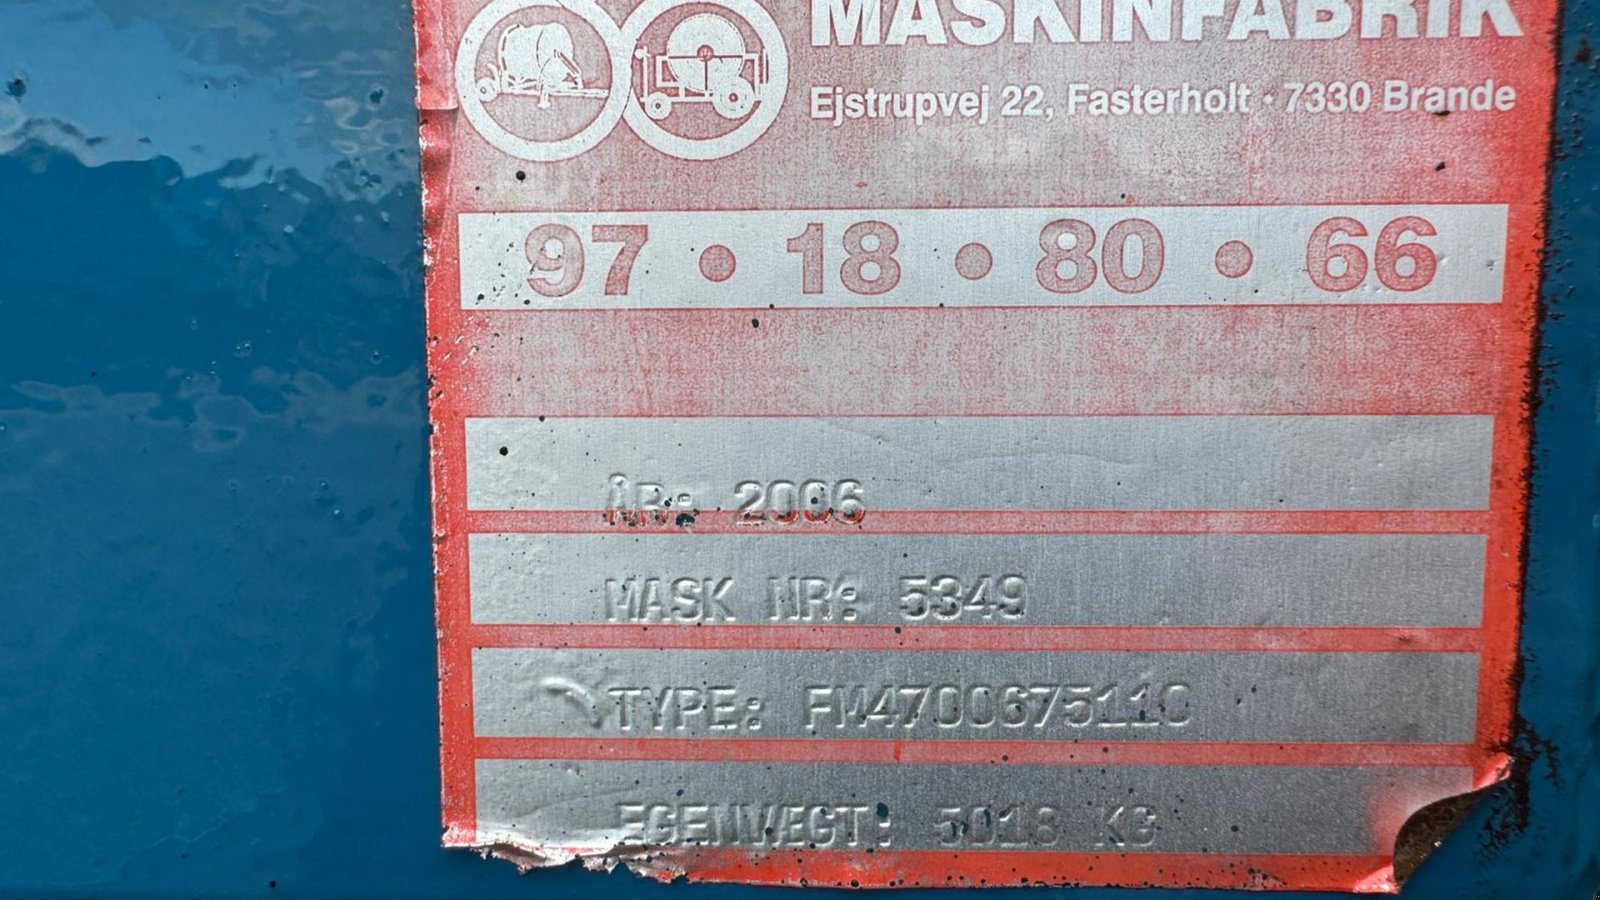 MASKINFABRIK
Ejstrupvej 22, Fasterholt · 7330 Brande
97 • 18 • 80 • 66
ÅR: 2006
MASK NR: 5349
TYPE: FM4700675110
EGENVÆGT: 5018 KG